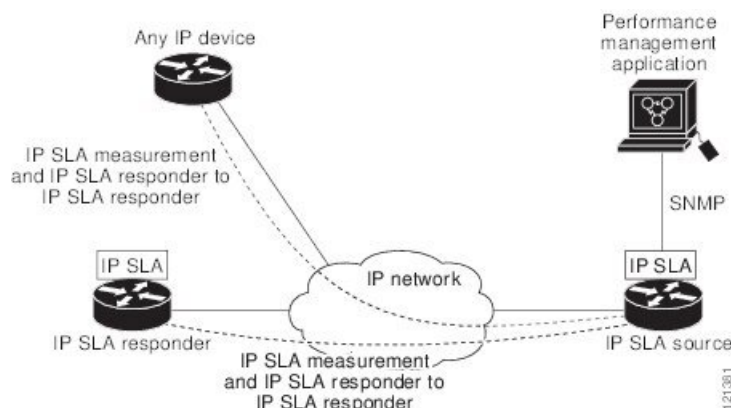 Any IP device
Performance
management
application
IP SLA measurement
and IP SLA responder to
IP SLA responder
SNMP
IP SLA
IP network
IP SLA
IP SLA responder
IP SLA source
IP SLA measurement
and IP SLA responder to
IP SLA responder
121381